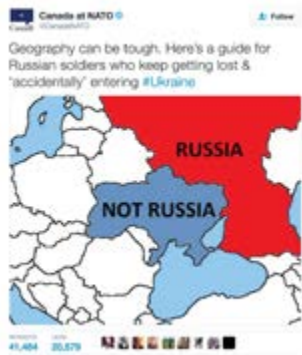 Canada at NATO
@CanadaNATO
Follow
Geography can be tough. Here's a guide for
Russian soldiers who keep getting lost &
"accidentally" entering #Ukraine
RUSSIA
NOT RUSSIA